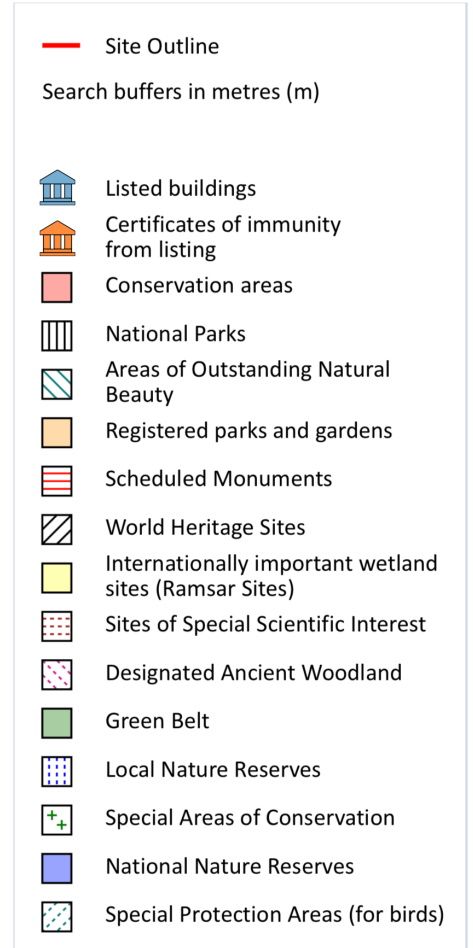 Site Outline
Search buffers in metres (m)
Listed buildings
Certificates of immunity
from listing
Conservation areas
National Parks
Areas of Outstanding Natural
Beauty
Registered parks and gardens
Scheduled Monuments
World Heritage Sites
Internationally important wetland
sites (Ramsar Sites)
Sites of Special Scientific Interest
Designated Ancient Woodland
Green Belt
Local Nature Reserves
Special Areas of Conservation
National Nature Reserves
Special Protection Areas (for birds)